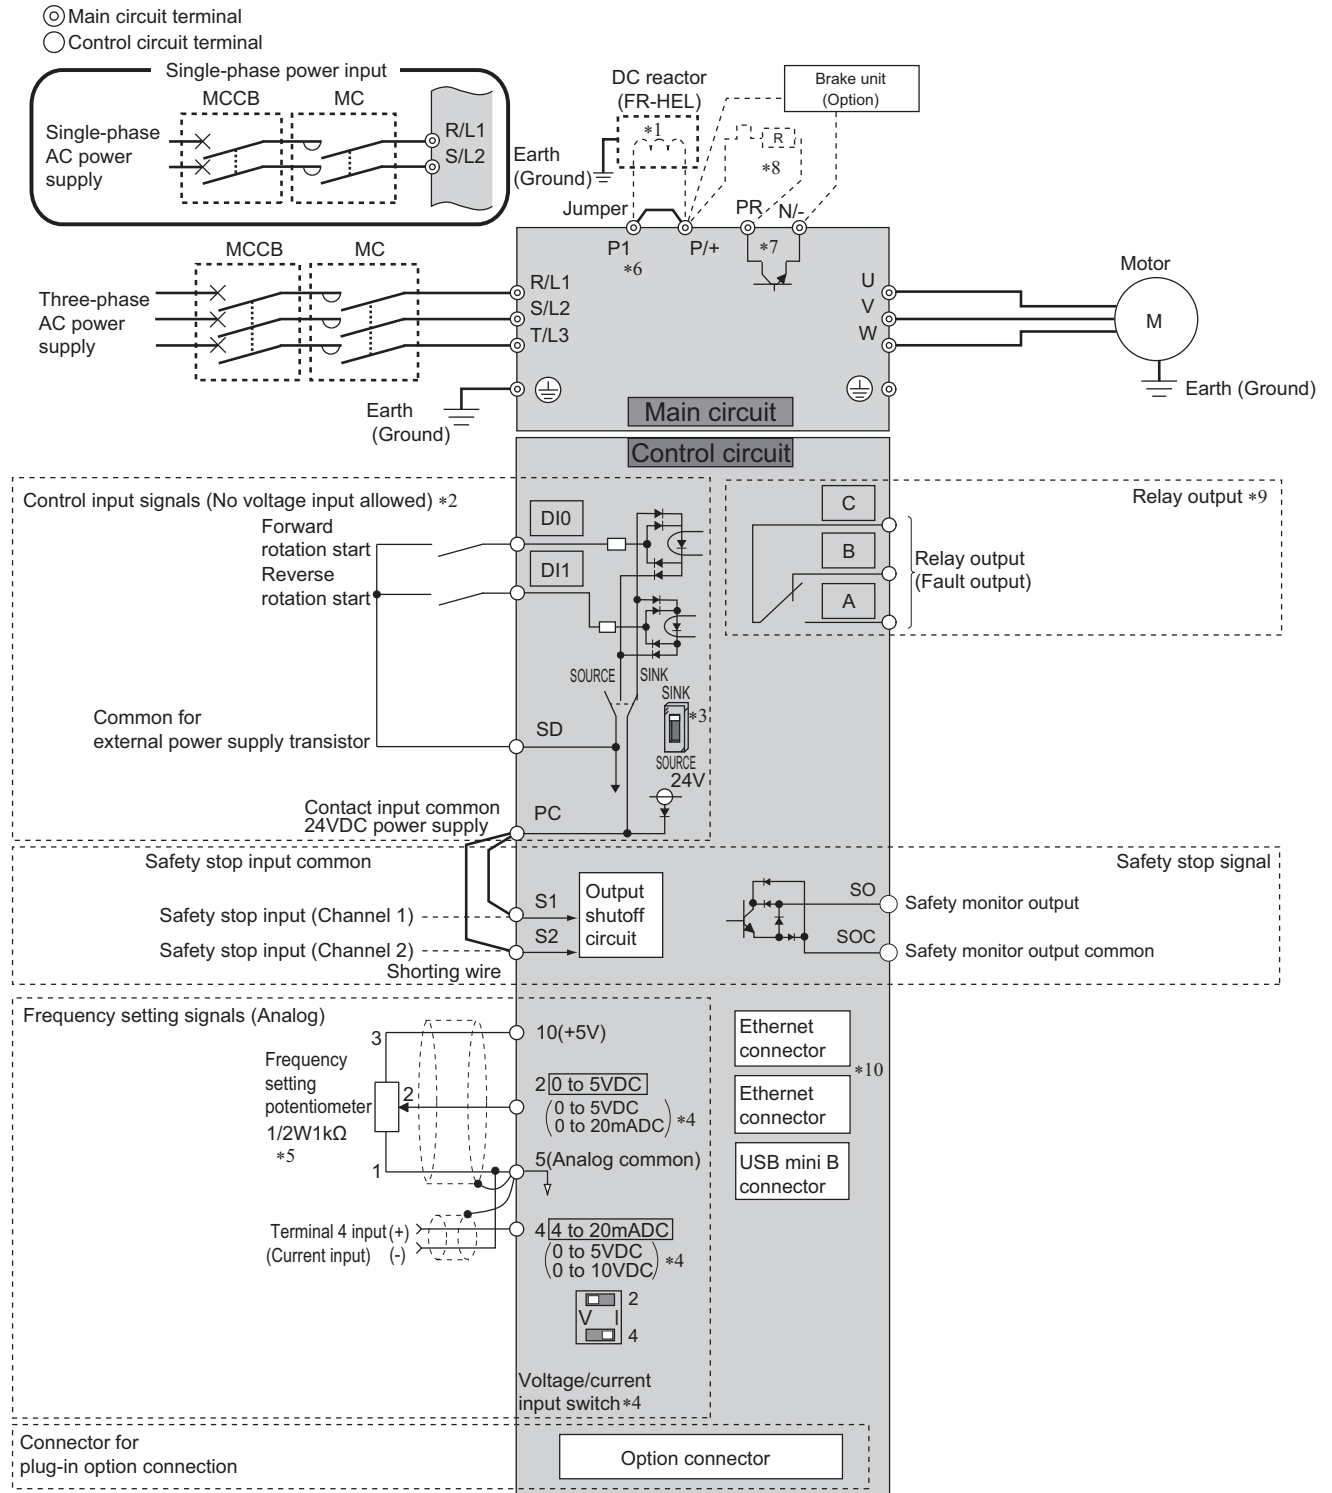 Main circuit terminal
Control circuit terminal
Single-phase power input
MCCB
MC
Single-phase
AC power
supply
R/L1
S/L2
DC reactor
(FR-HEL)
*1
Earth
(Ground)
Brake unit
(Option)
R
*8
Jumper
PR
N/-
P1
*6
P/+
*7
MCCB
MC
Three-phase
AC power
supply
R/L1
S/L2
T/L3
U
V
W
Motor
M
Earth (Ground)
Earth
(Ground)
Main circuit
Control circuit
Control input signals (No voltage input allowed) *2
Forward
rotation start
Reverse
rotation start
DI0
DI1
SOURCE
SINK
SINK
*3
SOURCE
24V
Common for
external power supply transistor
SD
Contact input common
24VDC power supply
PC
Relay output *9
C
B
A
Relay output
(Fault output)
Safety stop input common
Safety stop signal
Safety stop input (Channel 1)
S1
Safety stop input (Channel 2)
S2
Shorting wire
Output
shutoff
circuit
SO
Safety monitor output
SOC
Safety monitor output common
Frequency setting signals (Analog)
3
Frequency
setting
potentiometer
1/2W1kΩ
*5
2
1
10(+5V)
2 0 to 5VDC
(0 to 5VDC
0 to 20mADC) *4
5(Analog common)
Terminal 4 input (+)
(Current input) (-)
4 4 to 20mADC
(0 to 5VDC
0 to 10VDC) *4
2
V I
4
Voltage/current
input switch*4
Ethernet
connector
*10
Ethernet
connector
USB mini B
connector
Connector for
plug-in option connection
Option connector